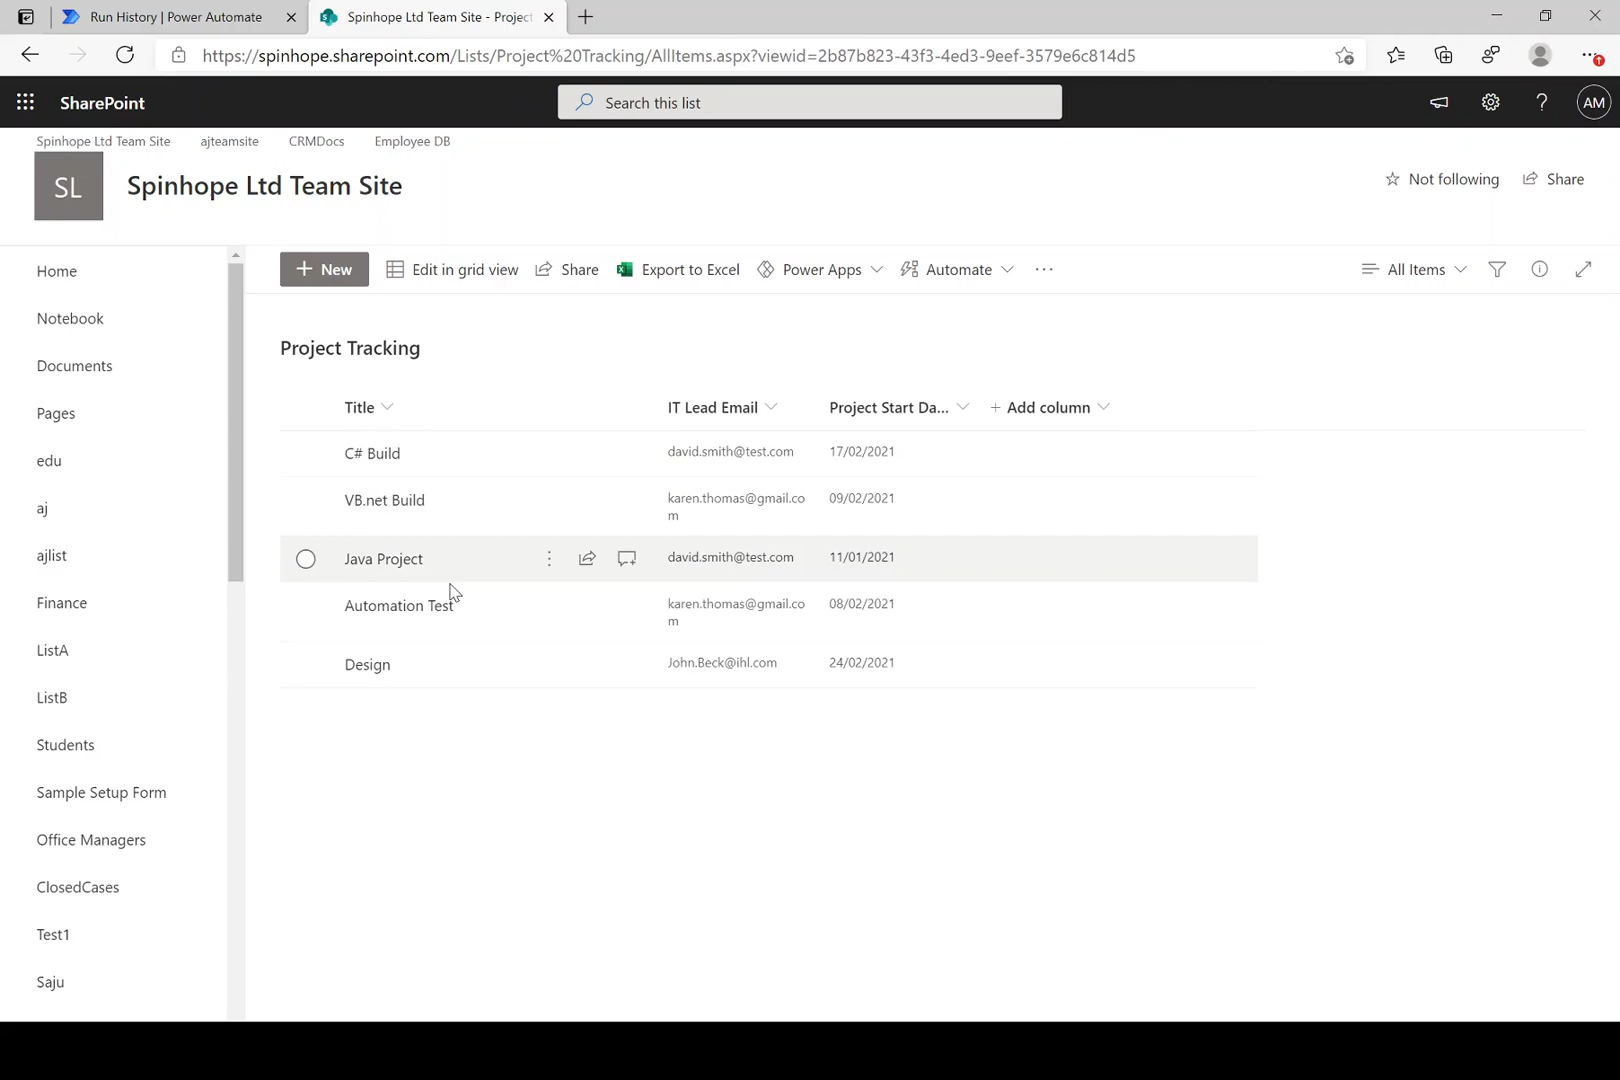 Run History | Power Automate
Spinhope Ltd Team Site - Project
https://spinhope.sharepoint.com/Lists/Project%20Tracking/AllItems.aspx?viewid=2b87b823-43f3-4ed3-9eef-3579e6c814d5
SharePoint
Search this list
AM
Spinhope Ltd Team Site ajteamsite CRMDocs Employee DB
SL
Spinhope Ltd Team Site
Not following
Share
Home
Notebook
Documents
Pages
edu
aj
ajlist
Finance
ListA
ListB
Students
Sample Setup Form
Office Managers
ClosedCases
Test1
Saju
+ New
Edit in grid view
Share
Export to Excel
Power Apps
Automate
...
All Items
Project Tracking
Title IT Lead Email Project Start Da... + Add column
C# Build david.smith@test.com 17/02/2021
VB.net Build karen.thomas@gmail.co 09/02/2021
m
Java Project david.smith@test.com 11/01/2021
Automation Test karen.thomas@gmail.co 08/02/2021
m
Design John.Beck@ihl.com 24/02/2021